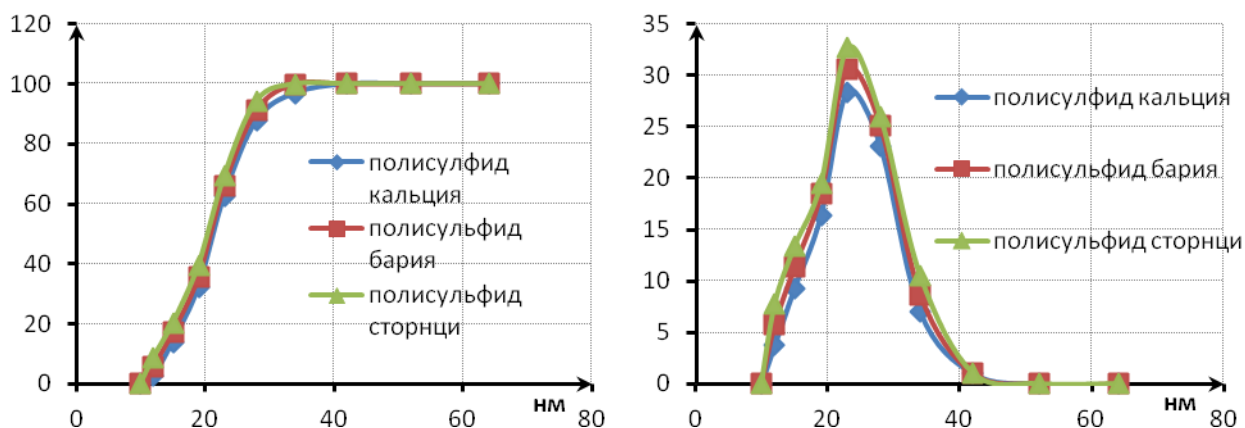 120
100
80
60
40
20
0
0
20
40
60
80
нм
полисулфид
кальция
полисульфид
бария
полисульфид
сторнци
35
30
25
20
15
10
5
0
0
20
40
60
80
нм
полисулфид кальция
полисульфид бария
полисульфид сторнци